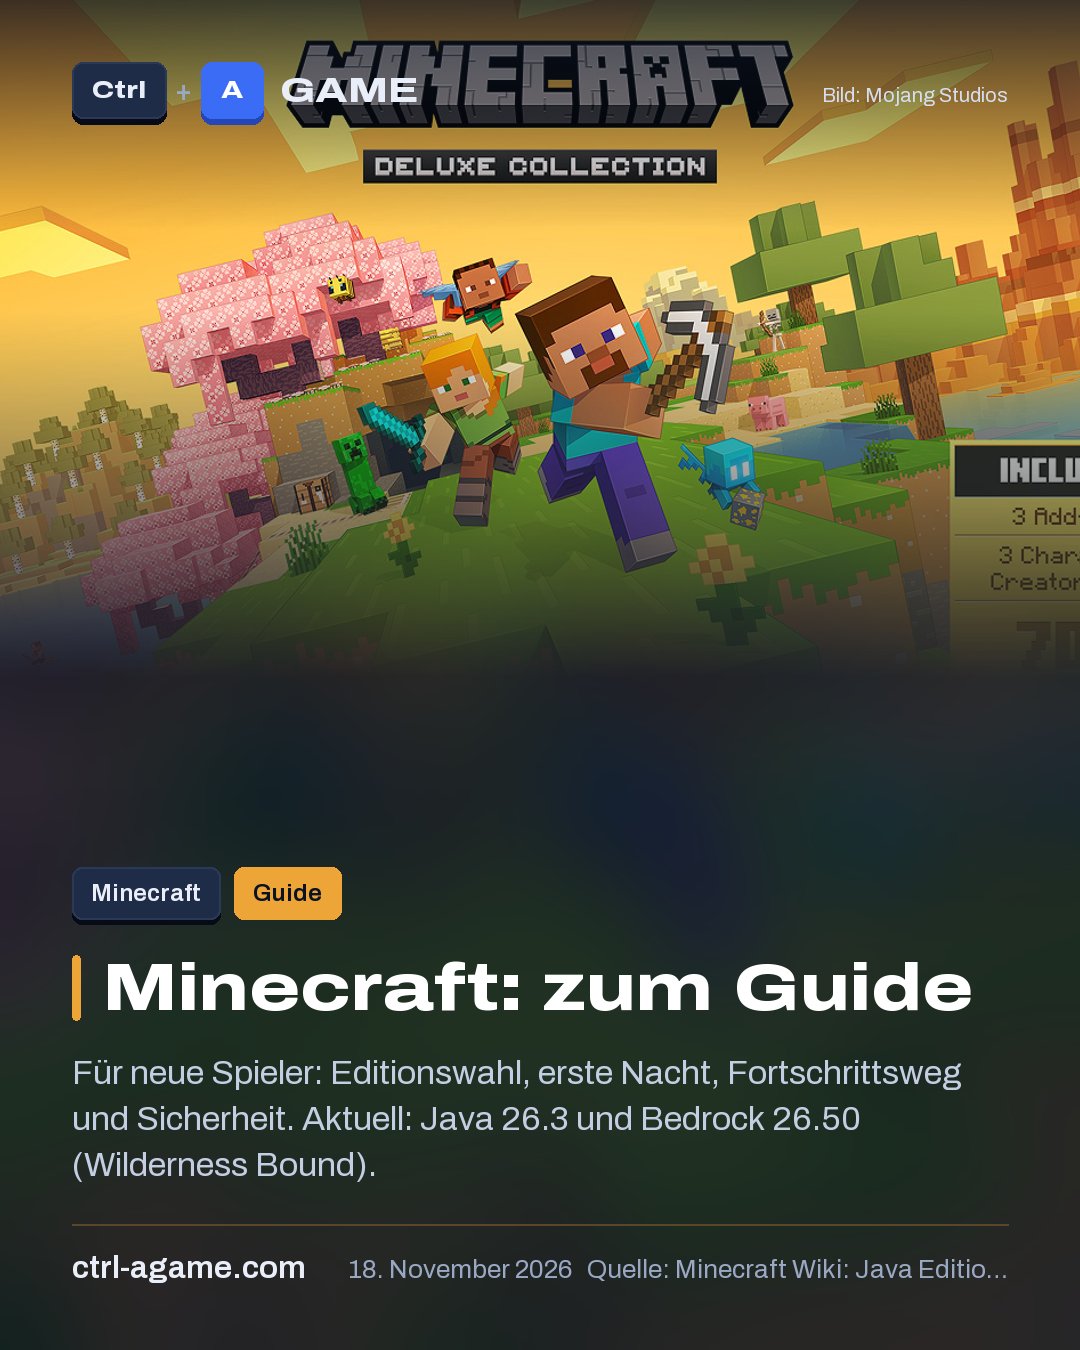 Ctrl + A GAME
MINECRAFT
Bild: Mojang Studios
DELUXE COLLECTION
3 Add
Minecraft
Guide
Minecraft: zum Guide
Für neue Spieler: Editionswahl, erste Nacht, Fortschrittsweg
und Sicherheit. Aktuell: Java 26.3 und Bedrock 26.50
(Wilderness Bound).
ctrl-agame.com
18. November 2026 Quelle: Minecraft Wiki: Java Editio...